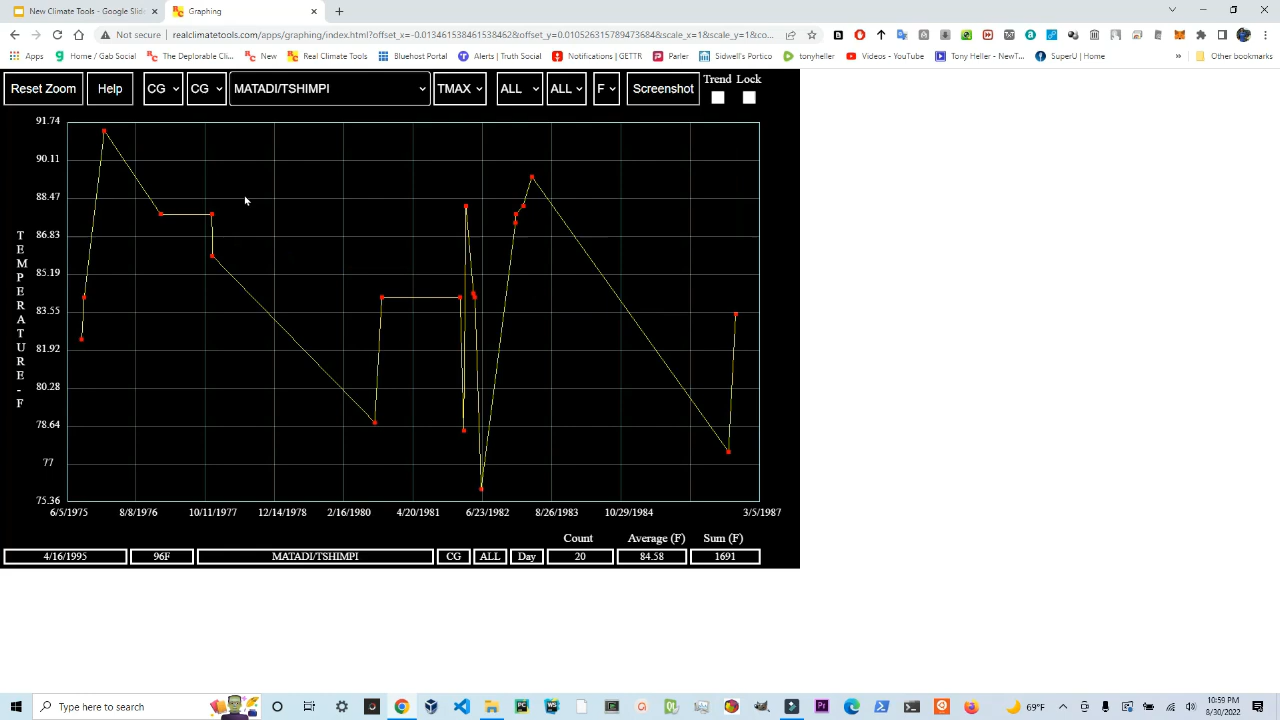 New Climate Tools - Google Slide
Graphing
Not secure | realclimatetools.com/apps/graphing/index.html?offset_x=-0.01346153846153846２&offset_y=0.010526315789473684&scale_x=1&scale_y=1&co...
Apps
Home / Gab Social
The Deplorable Cli...
New
Real Climate Tools
Bluehost Portal
Alerts | Truth Social
Notifications | GETTR
Parler
Sidwell's Portico
tonyheller
Videos - YouTube
Tony Heller - NewT...
SuperU | Home
»
Other bookmarks
Reset Zoom
Help
CG
CG
MATADI/TSHIMPI
TMAX
ALL
ALL
F
Screenshot
Trend Lock
91.74
90.11
88.47
86.83
85.19
83.55
81.92
80.28
78.64
77
75.36
TEMPERATURE-F
6/5/1975
8/8/1976
10/11/1977
12/14/1978
2/16/1980
4/20/1981
6/23/1982
8/26/1983
10/29/1984
3/5/1987
Count
Average (F)
Sum (F)
4/16/1995
96F
MATADI/TSHIMPI
CG
ALL
Day
20
84.58
1691
Type here to search
69°F
10:59 PM
8/30/2022